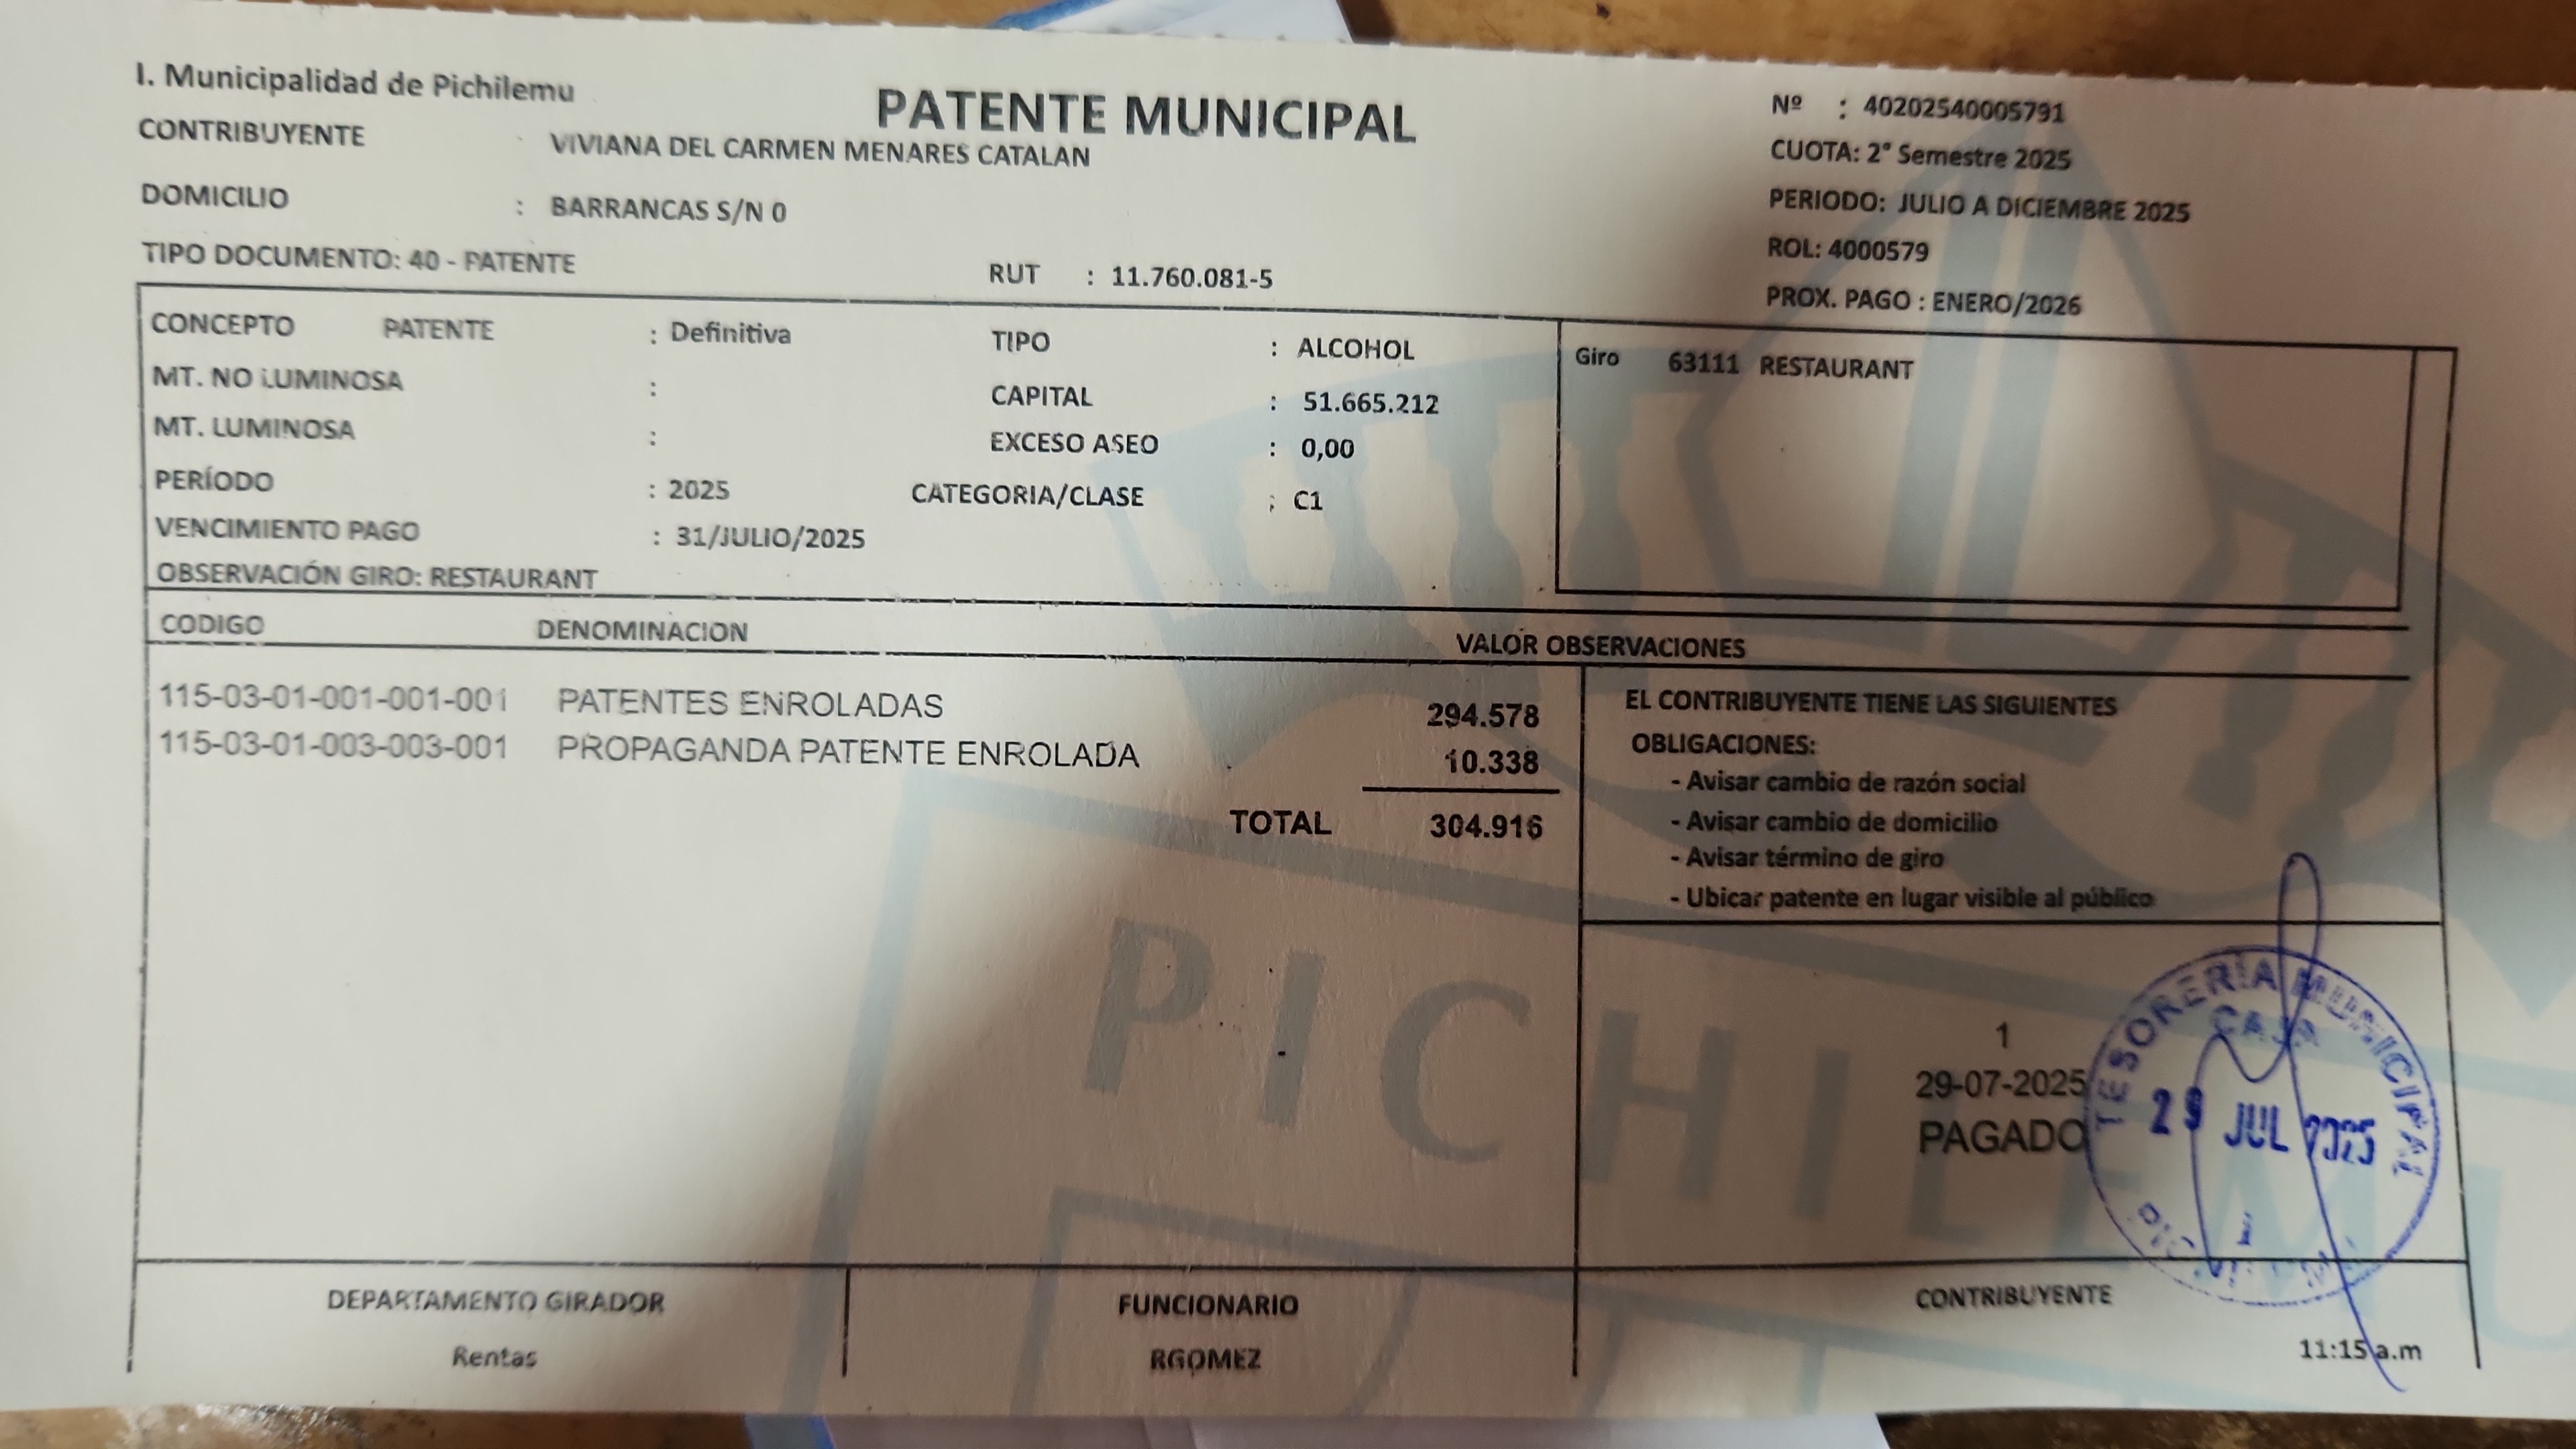 I. Municipalidad de Pichilemu
PATENTE MUNICIPAL
Nº : 40202540005791
CONTRIBUYENTE : VIVIANA DEL CARMEN MENARES CATALAN
CUOTA: 2° Semestre 2025
DOMICILIO : BARRANCAS S/N 0
PERIODO: JULIO A DICIEMBRE 2025
ROL: 4000579
TIPO DOCUMENTO: 40 - PATENTE
RUT : 11.760.081-5
PROX. PAGO : ENERO/2026
CONCEPTO PATENTE : Definitiva
TIPO : ALCOHOL
Giro 63111 RESTAURANT
MT. NO LUMINOSA :
CAPITAL : 51.665.212
MT. LUMINOSA :
EXCESO ASEO : 0,00
PERÍODO : 2025
CATEGORIA/CLASE : C1
VENCIMIENTO PAGO : 31/JULIO/2025
OBSERVACIÓN GIRO: RESTAURANT
CODIGO DENOMINACION VALOR OBSERVACIONES
115-03-01-001-001-001 PATENTES ENROLADAS 294.578
115-03-01-003-003-001 PROPAGANDA PATENTE ENROLADA 10.338
TOTAL 304.916
EL CONTRIBUYENTE TIENE LAS SIGUIENTES
OBLIGACIONES:
- Avisar cambio de razón social
- Avisar cambio de domicilio
- Avisar término de giro
- Ubicar patente en lugar visible al público
PICHILEMU
1
29-07-2025
PAGADO
TESORERÍA MUNICIPAL
CAJA
29 JUL 2025
DEPARTAMENTO GIRADOR
Rentas
FUNCIONARIO
RGOMEZ
CONTRIBUYENTE
11:15 a.m